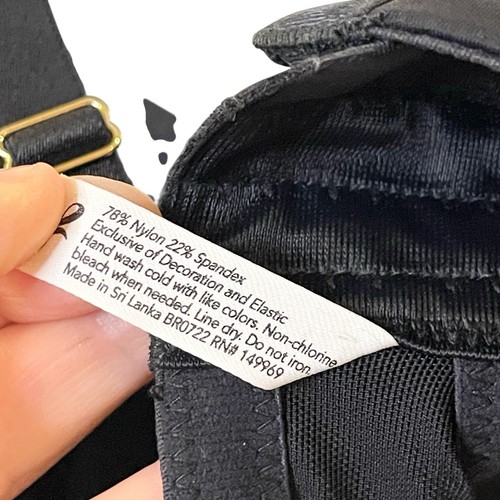 78% Nylon 22% Spandex
Exclusive of Decoration and Elastic
Hand wash cold with like colors. Non-chlorine
bleach when needed. Line dry. Do not iron.
Made in Sri Lanka BR0722 RN# 149969